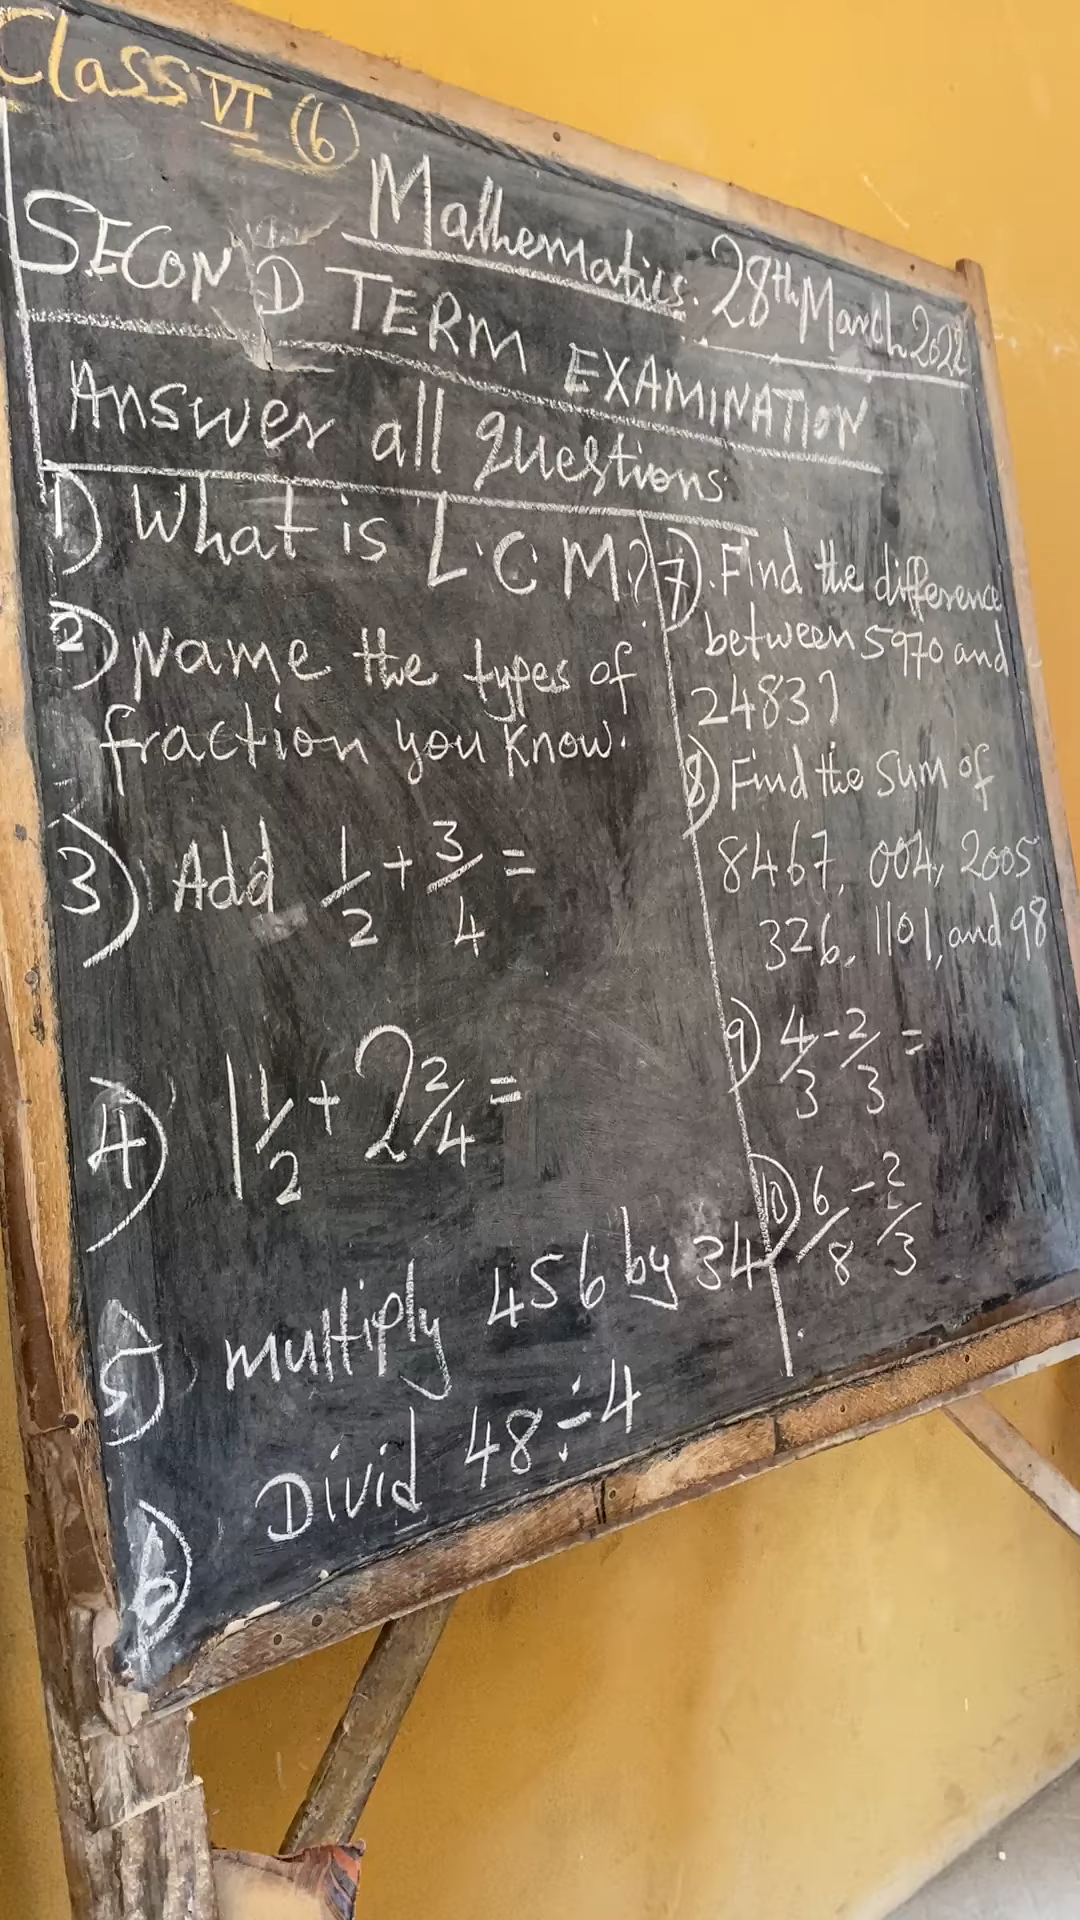 Class VI (6)
Mathematics. 28th March 2022
SECOND TERM EXAMINATION
Answer all questions
1) What is L.C.M?
2) Name the types of
fraction you know.
3) Add 1/2 + 3/4 =
4) 1 1/2 + 2 2/4 =
5) multiply 456 by 34
6) Divid 48 ÷ 4
7). Find the difference
between 5970 and
2483?
8) Find the sum of
8467, 004, 2005
326, 1101, and 98
9) 4/3 - 2/3 =
10) 6/8 - 2/3